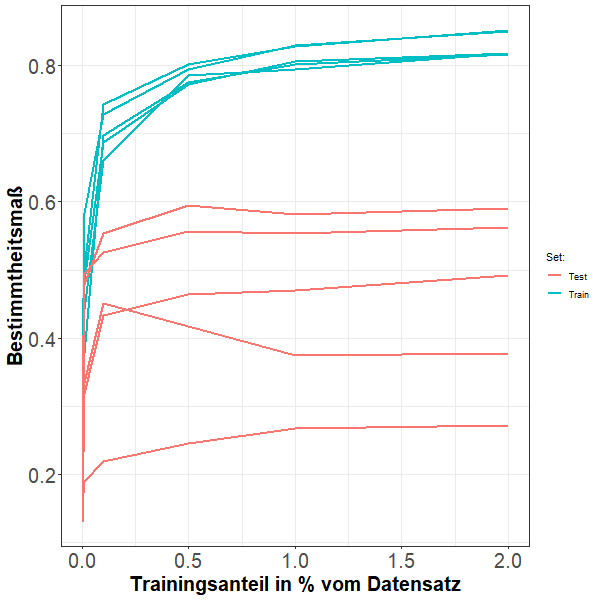 Bestimmtheitsmaß
0.8
0.6
0.4
0.2
0.0 0.5 1.0 1.5 2.0
Trainingsanteil in % vom Datensatz
Set:
Test
Train